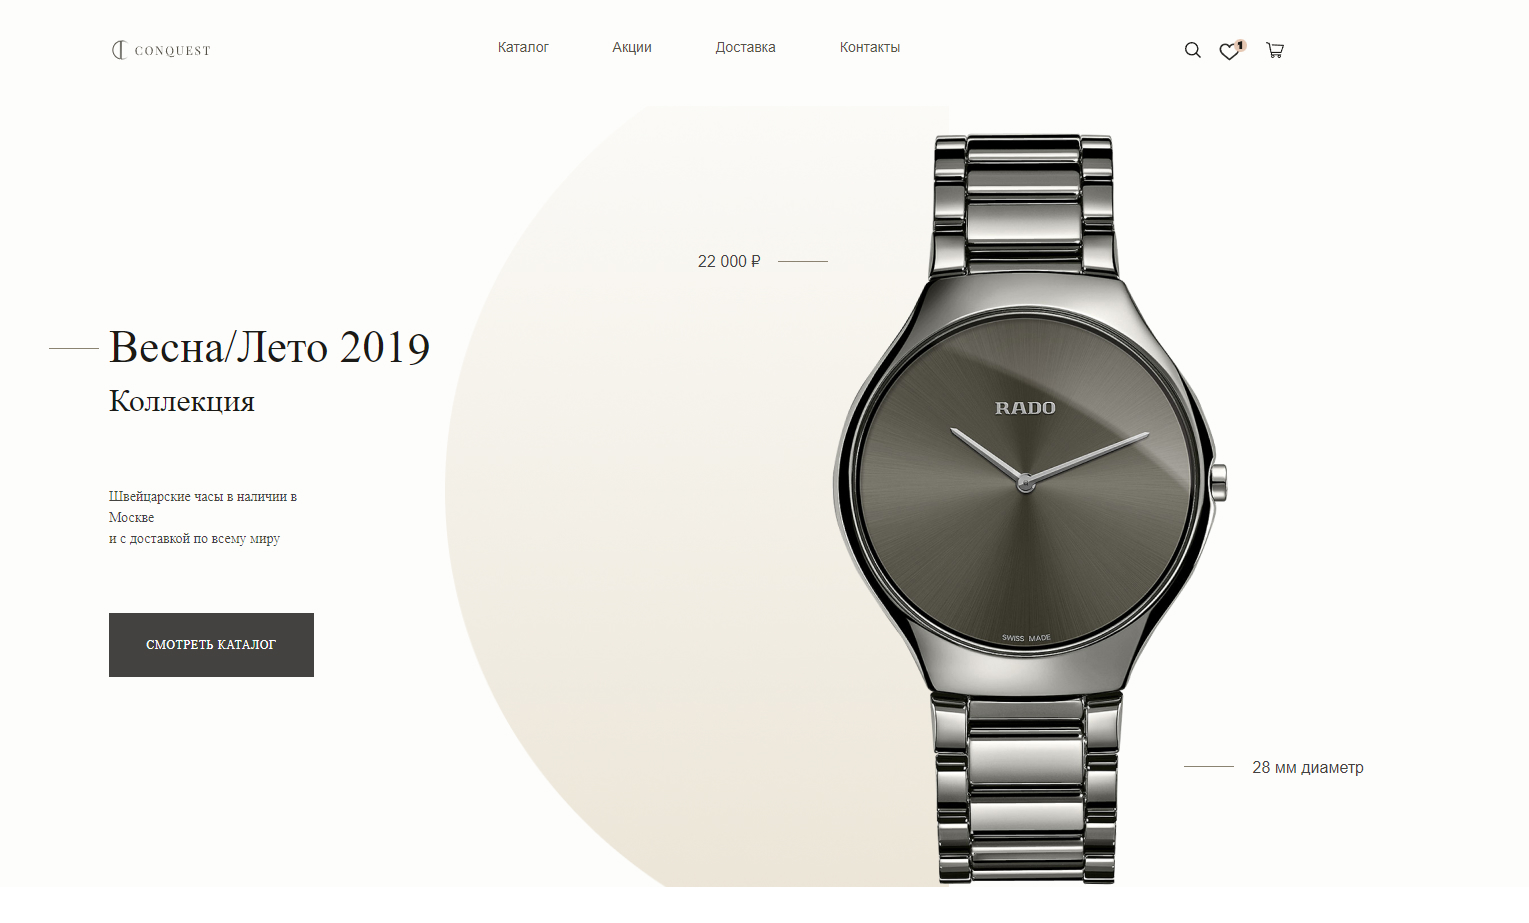 CONQUEST
Каталог
Акции
Доставка
Контакты
1
22 000 ₽
Весна/Лето 2019
Коллекция
RADO
Швейцарские часы в наличии в
Москве
и с доставкой по всему миру
СМОТРЕТЬ КАТАЛОГ
SWISS MADE
28 мм диаметр